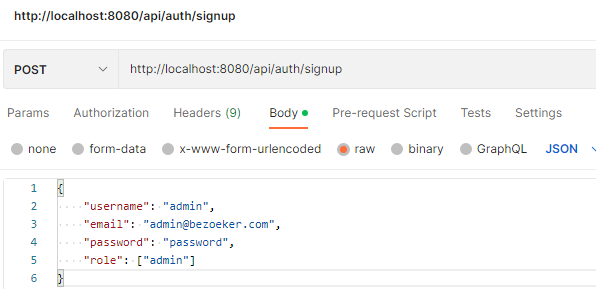 http://localhost:8080/api/auth/signup
POST http://localhost:8080/api/auth/signup
Params Authorization Headers (9) Body Pre-request Script Tests Settings
none form-data x-www-form-urlencoded raw binary GraphQL JSON
1 {
2 "username": "admin",
3 "email": "admin@bezoeker.com",
4 "password": "password",
5 "role": ["admin"]
6 }